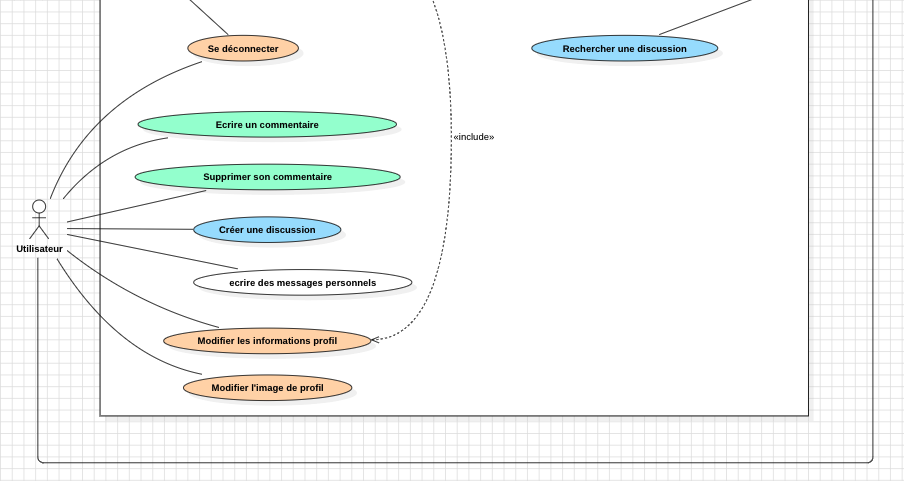 Se déconnecter
Rechercher une discussion
Ecrire un commentaire
«include»
Supprimer son commentaire
Créer une discussion
Utilisateur
ecrire des messages personnels
Modifier les informations profil
Modifier l'image de profil